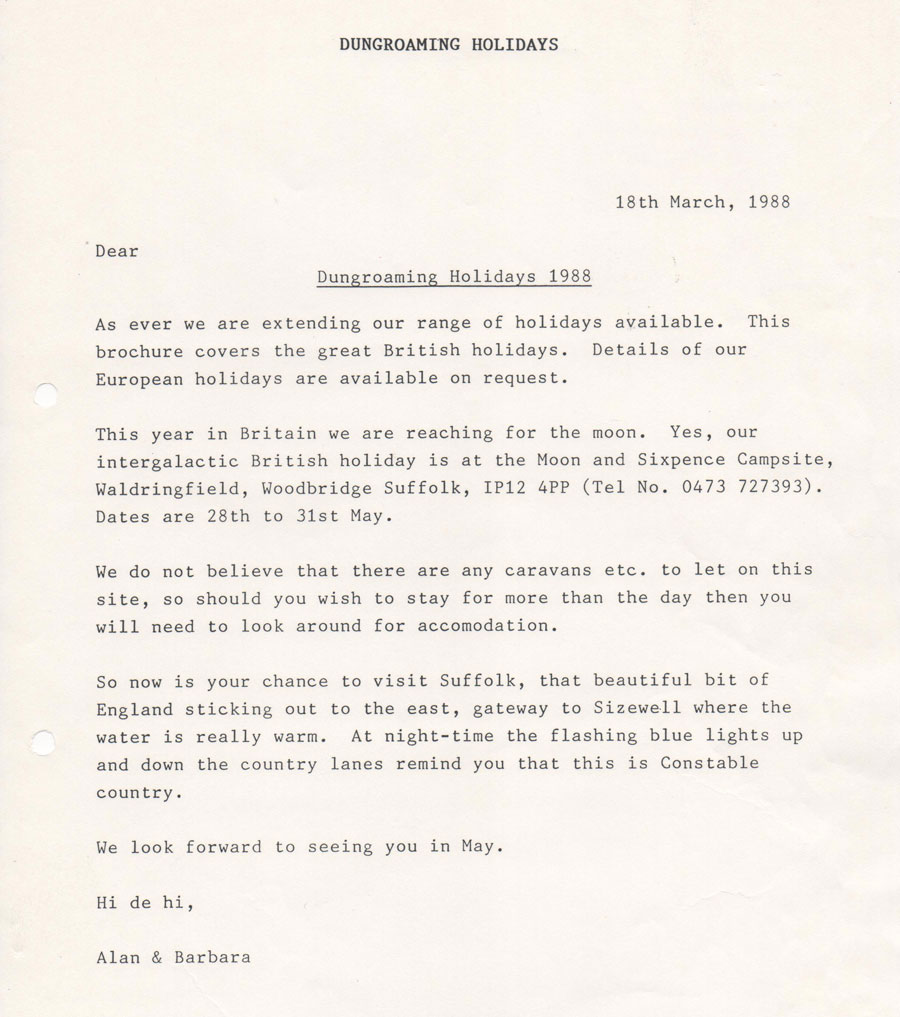 DUNGROAMING HOLIDAYS
18th March, 1988
Dear
Dungroaming Holidays 1988
As ever we are extending our range of holidays available. This
brochure covers the great British holidays. Details of our
European holidays are available on request.
This year in Britain we are reaching for the moon. Yes, our
intergalactic British holiday is at the Moon and Sixpence Campsite,
Waldringfield, Woodbridge Suffolk, IP12 4PP (Tel No. 0473 727393).
Dates are 28th to 31st May.
We do not believe that there are any caravans etc. to let on this
site, so should you wish to stay for more than the day then you
will need to look around for accomodation.
So now is your chance to visit Suffolk, that beautiful bit of
England sticking out to the east, gateway to Sizewell where the
water is really warm. At night-time the flashing blue lights up
and down the country lanes remind you that this is Constable
country.
We look forward to seeing you in May.
Hi de hi,
Alan & Barbara